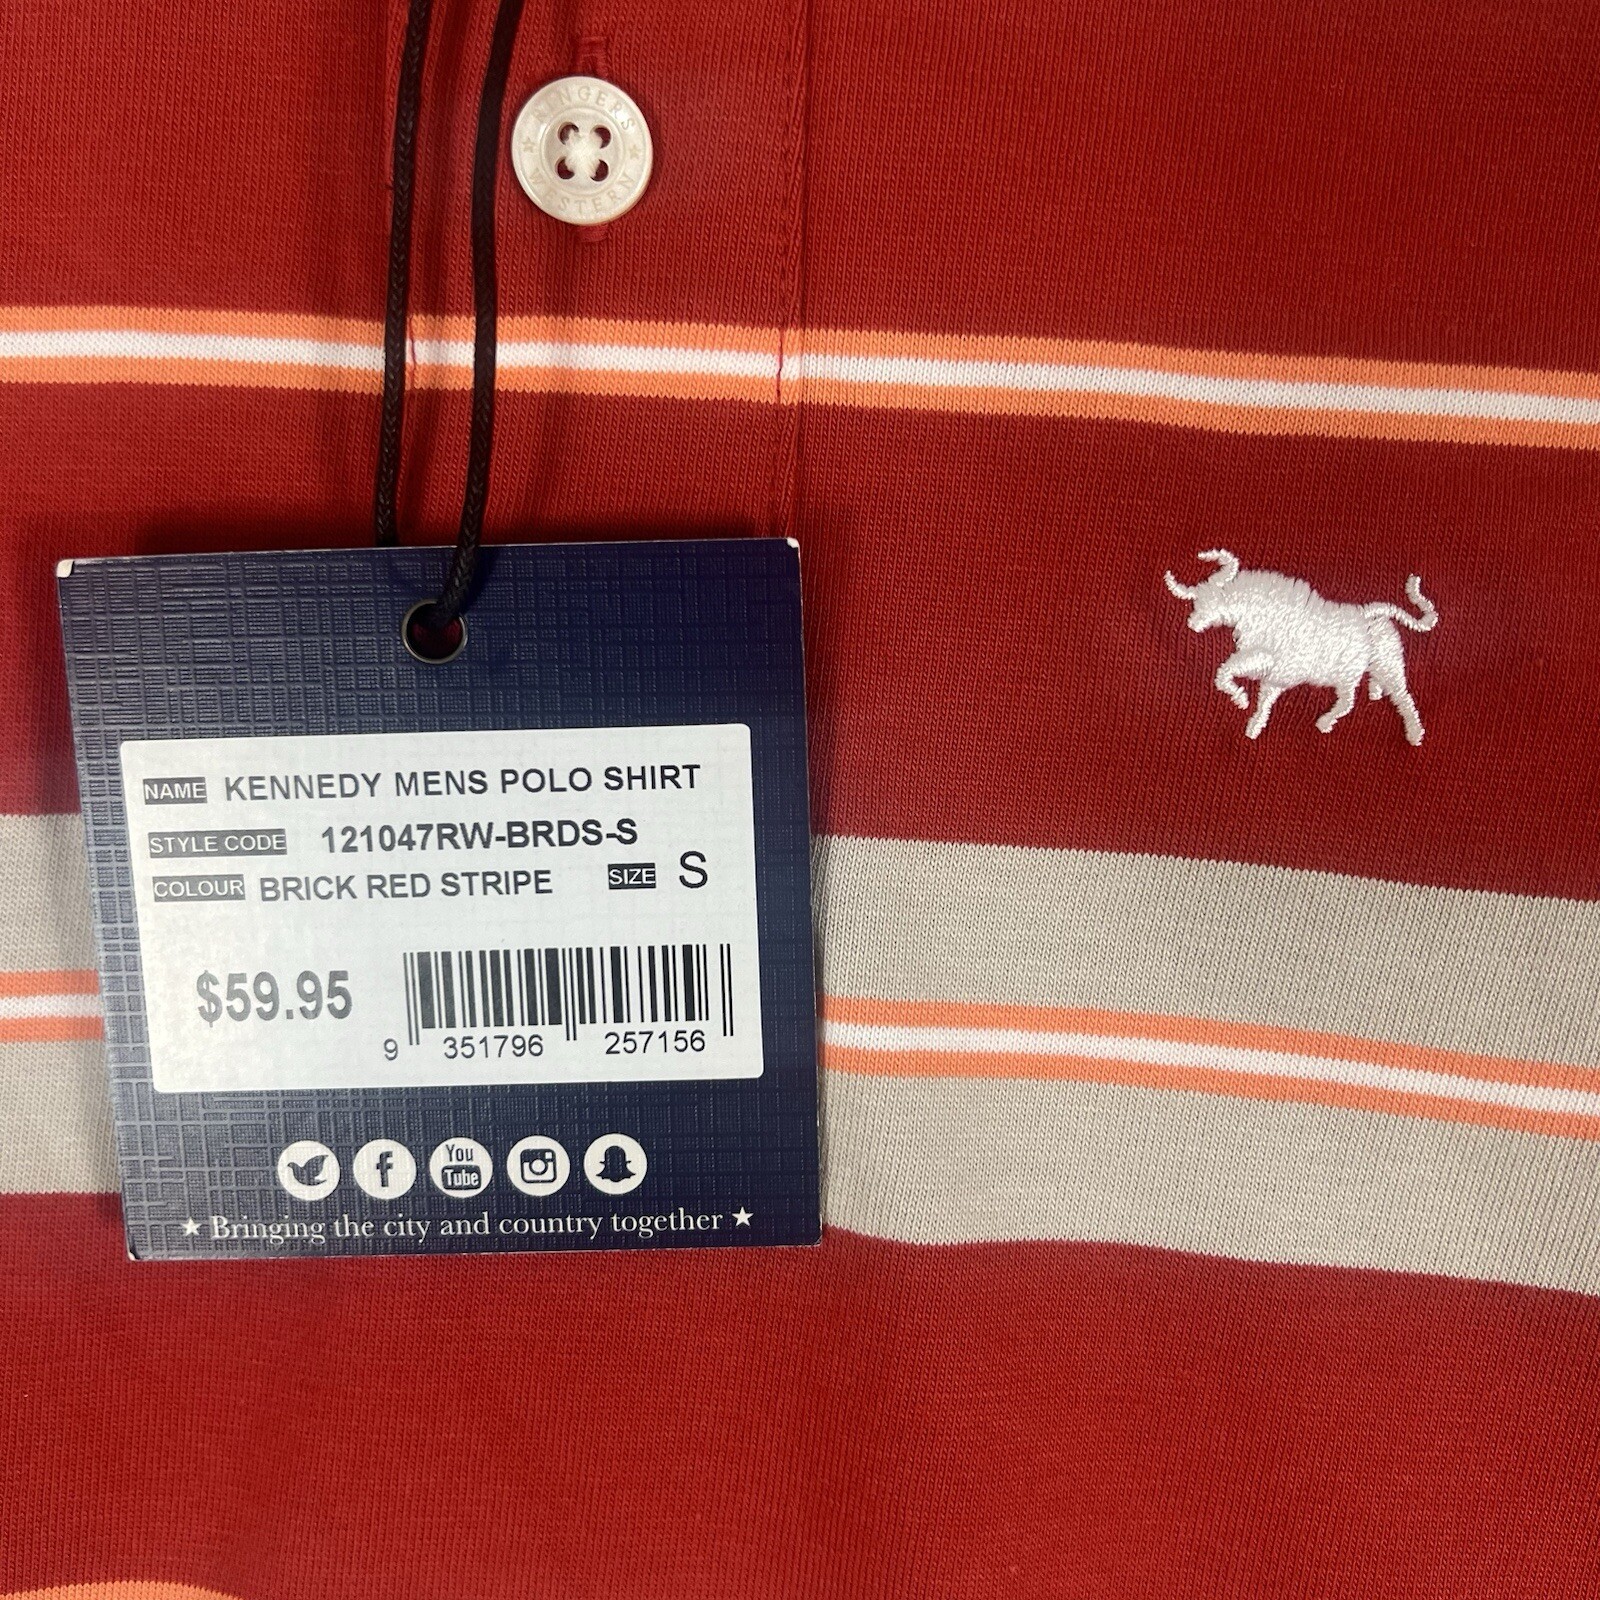 RINGERS
WESTERN
NAME KENNEDY MENS POLO SHIRT
STYLE CODE 121047RW-BRDS-S
COLOUR BRICK RED STRIPE SIZE S
$59.95
9 351796 257156
You
Tube
★ Bringing the city and country together ★